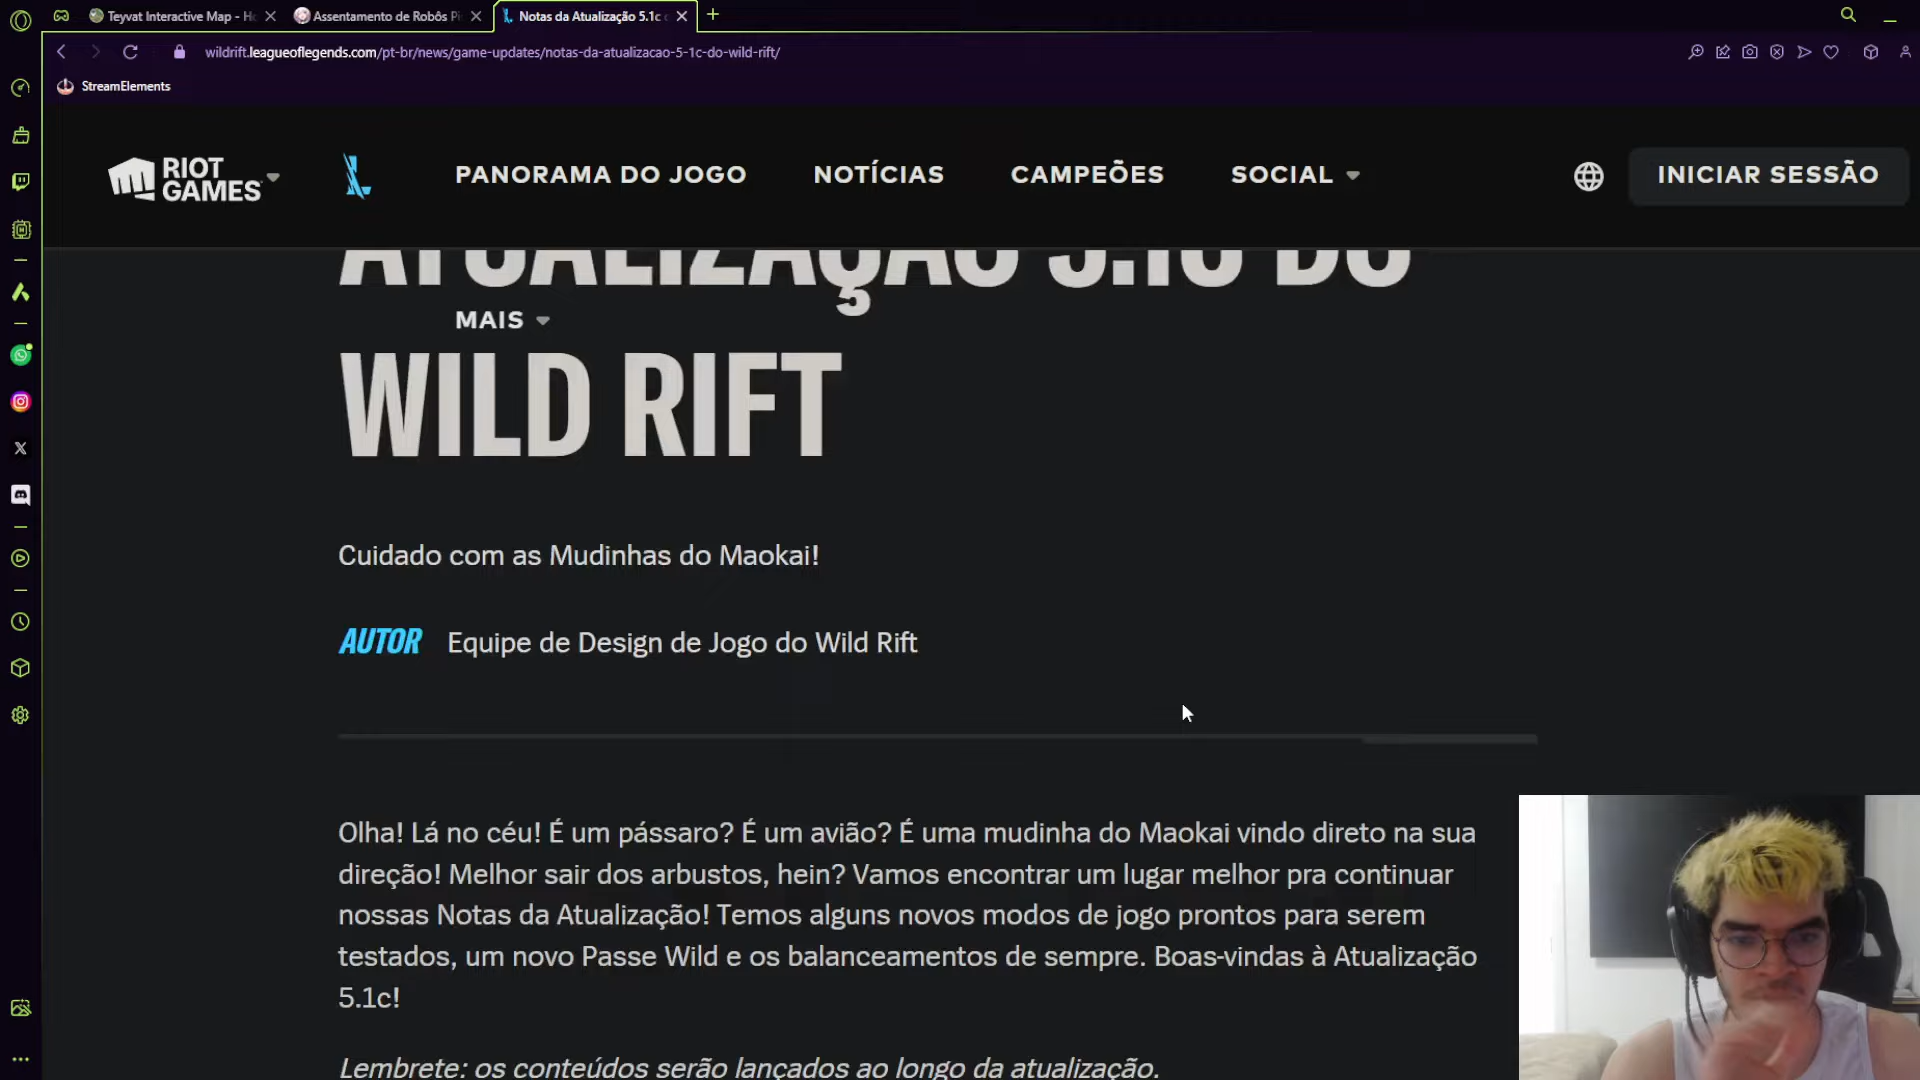 Teyvat Interactive Map - Ho
Assentamento de Robôs Pi
Notas da Atualização 5.1c
wildrift.leagueoflegends.com/pt-br/news/game-updates/notas-da-atualizacao-5-1c-do-wild-rift/
StreamElements
RIOT GAMES
PANORAMA DO JOGO
NOTÍCIAS
CAMPEÕES
SOCIAL
INICIAR SESSÃO
ATUALIZAÇÃO 5.1C DO
MAIS
WILD RIFT
Cuidado com as Mudinhas do Maokai!
AUTOR Equipe de Design de Jogo do Wild Rift
Olha! Lá no céu! É um pássaro? É um avião? É uma mudinha do Maokai vindo direto na sua
direção! Melhor sair dos arbustos, hein? Vamos encontrar um lugar melhor pra continuar
nossas Notas da Atualização! Temos alguns novos modos de jogo prontos para serem
testados, um novo Passe Wild e os balanceamentos de sempre. Boas-vindas à Atualização
5.1c!
Lembrete: os conteúdos serão lançados ao longo da atualização.